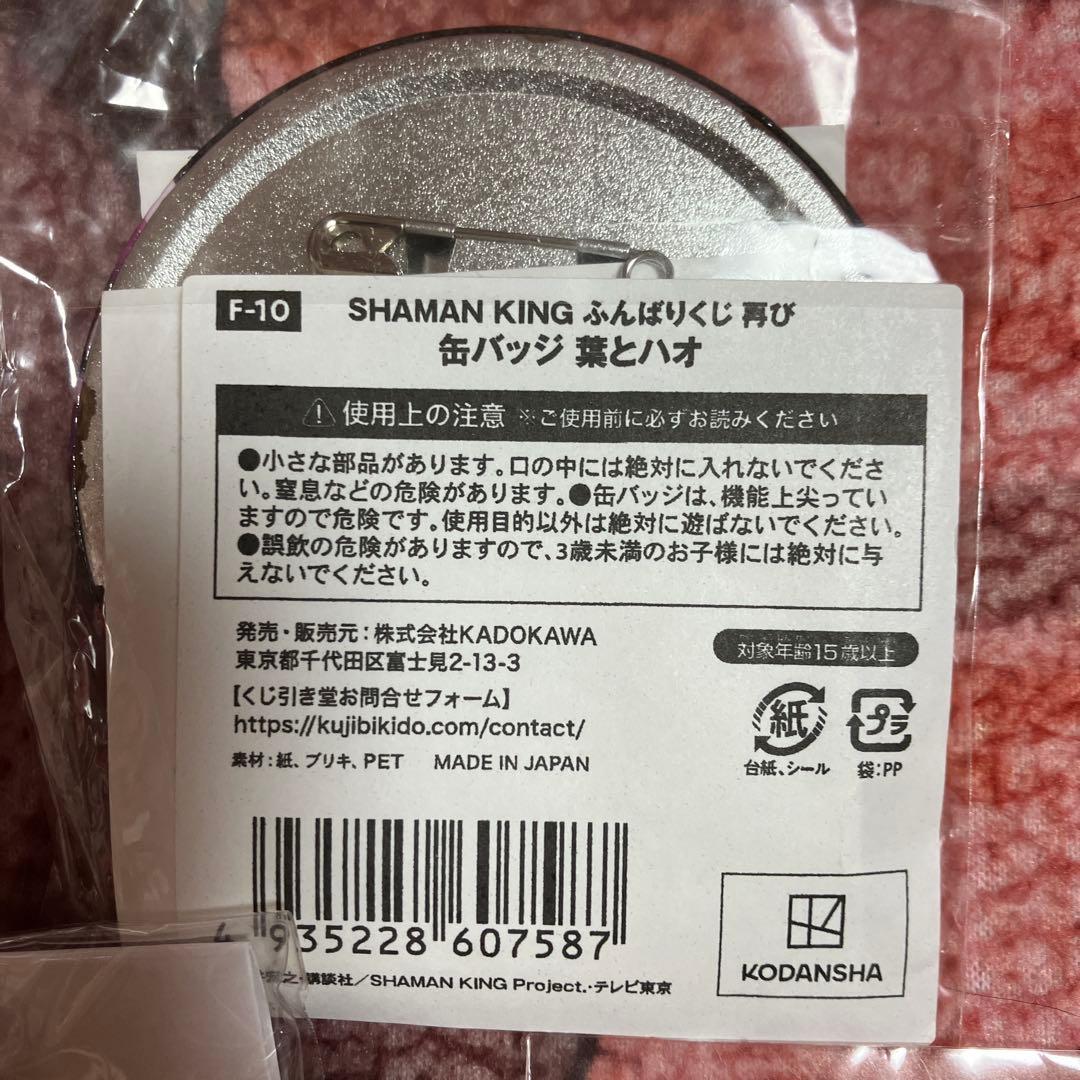 F-10
SHAMAN KING ふんばりくじ 再び
缶バッジ 葉とハオ
使用上の注意 ※ご使用前に必ずお読みください
●小さな部品があります。口の中には絶対に入れないでくださ
い。窒息などの危険があります。●缶バッジは、機能上尖ってい
ますので危険です。使用目的以外は絶対に遊ばないでください。
●誤飲の危険がありますので、3歳未満のお子様には絶対に与
えないでください。
発売・販売元:株式会社KADOKAWA
東京都千代田区富士見2-13-3
【くじ引き堂お問合せフォーム】
https://kujibikido.com/contact/
素材:紙、ブリキ、PET MADE IN JAPAN
対象年齢15歳以上
紙
台紙、シール
プラ
袋:PP
4 935228 607587
之・講談社/SHAMAN KING Project.・テレビ東京
KODANSHA